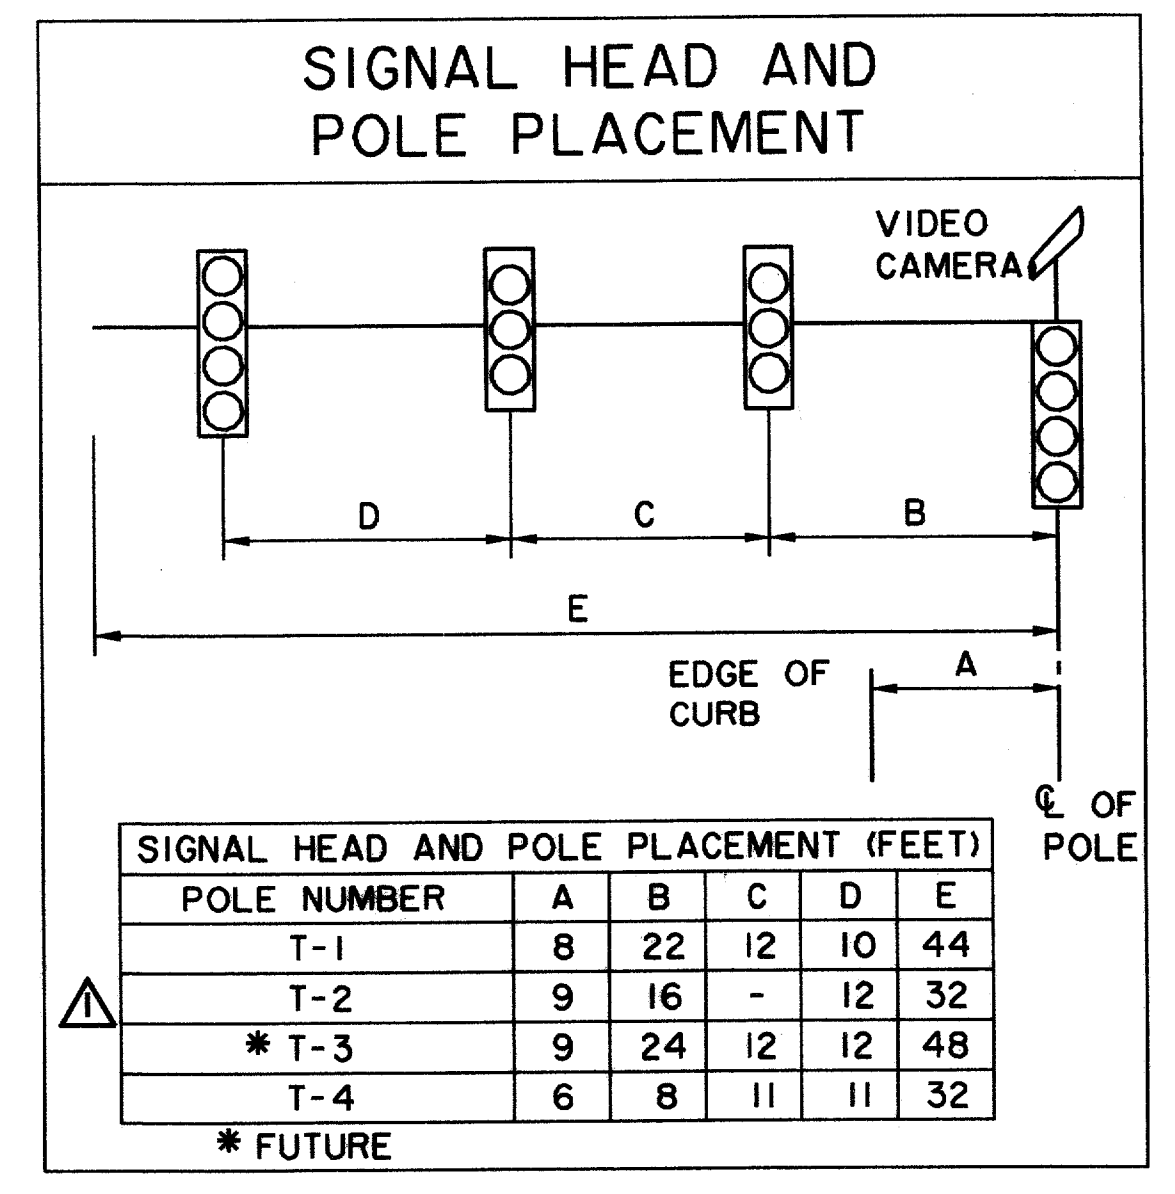 SIGNAL HEAD AND
POLE PLACEMENT
VIDEO
CAMERA
D
C
B
E
A
EDGE OF
CURB
℄ OF
POLE
SIGNAL HEAD AND POLE PLACEMENT (FEET)
POLE NUMBER A B C D E
T-1 8 22 12 10 44
1 T-2 9 16 - 12 32
* T-3 9 24 12 12 48
T-4 6 8 11 11 32
* FUTURE